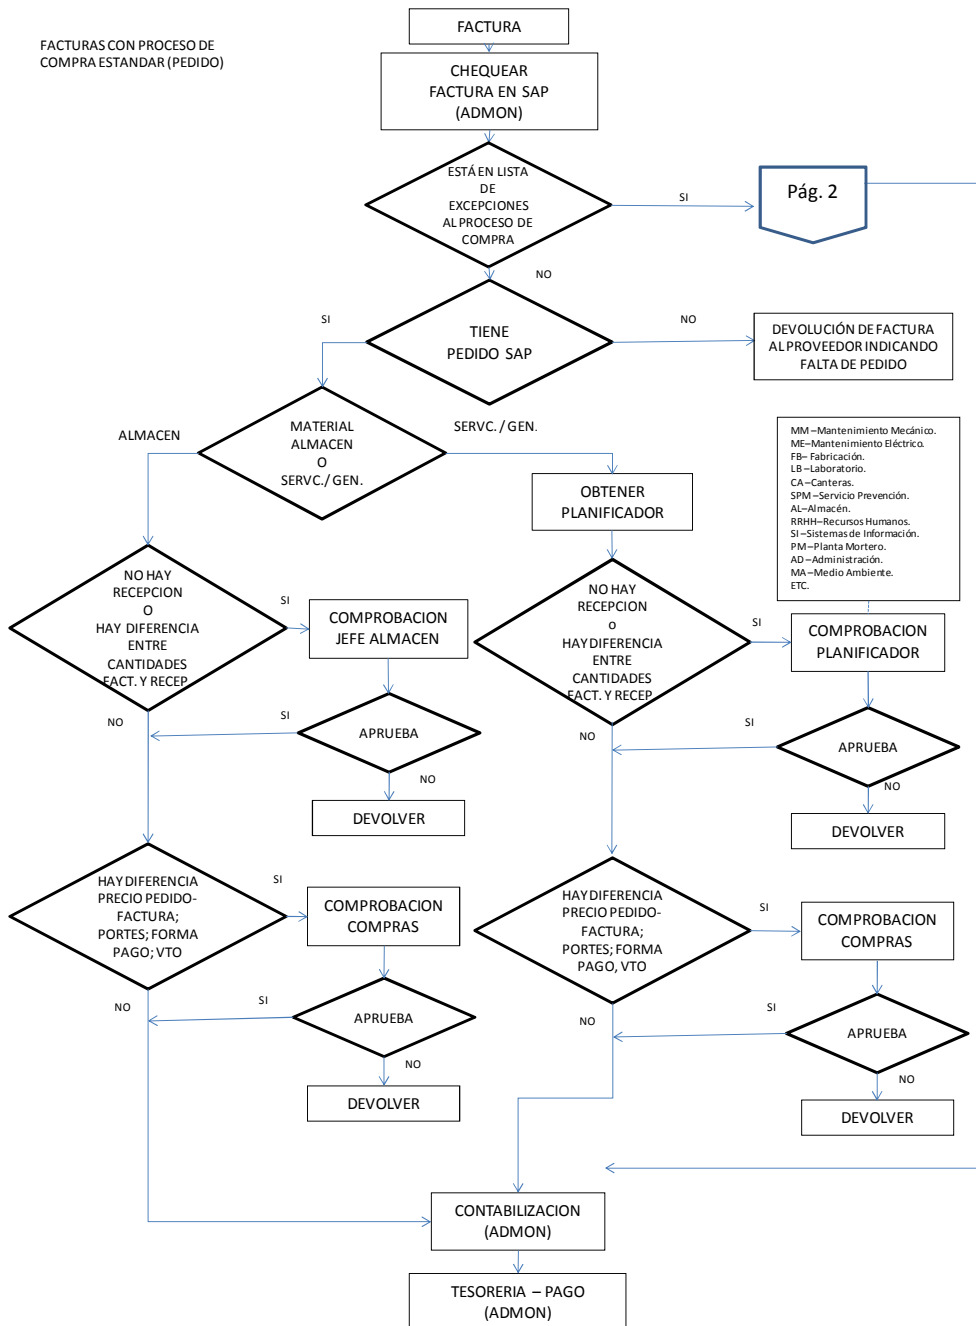 FACTURAS CON PROCESO DE
COMPRA ESTANDAR (PEDIDO)
FACTURA
CHEQUEAR
FACTURA EN SAP
(ADMON)
ESTÁ EN LISTA
DE
EXCEPCIONES
AL PROCESO DE
COMPRA
SI
Pág. 2
NO
TIENE
PEDIDO SAP
SI
NO
DEVOLUCIÓN DE FACTURA
AL PROVEEDOR INDICANDO
FALTA DE PEDIDO
MATERIAL
ALMACEN
O
SERVC./ GEN.
ALMACEN
SERVC. / GEN.
OBTENER
PLANIFICADOR
MM –Mantenimiento Mecánico.
ME–Mantenimiento Eléctrico.
FB– Fabricación.
LB – Laboratorio.
CA –Canteras.
SPM –Servicio Prevención.
AL–Almacén.
RRHH–Recursos Humanos.
SI –Sistemas de Información.
PM –Planta Mortero.
AD –Administración.
MA –Medio Ambiente.
ETC.
NO HAY
RECEPCION
O
HAY DIFERENCIA
ENTRE
CANTIDADES
FACT. Y RECEP.
SI
COMPROBACION
JEFE ALMACEN
NO
SI
APRUEBA
NO
DEVOLVER
NO HAY
RECEPCION
o
HAY DIFERENCIA
ENTRE
CANTIDADES
FACT. Y RECEP.
SI
COMPROBACION
PLANIFICADOR
NO
SI
APRUEBA
NO
DEVOLVER
HAY DIFERENCIA
PRECIO PEDIDO-
FACTURA;
PORTES; FORMA
PAGO; VTO
SI
COMPROBACION
COMPRAS
NO
SI
APRUEBA
NO
DEVOLVER
HAY DIFERENCIA
PRECIO PEDIDO-
FACTURA;
PORTES; FORMA
PAGO, VTO
SI
COMPROBACION
COMPRAS
NO
SI
APRUEBA
NO
DEVOLVER
CONTABILIZACION
(ADMON)
TESORERIA – PAGO
(ADMON)